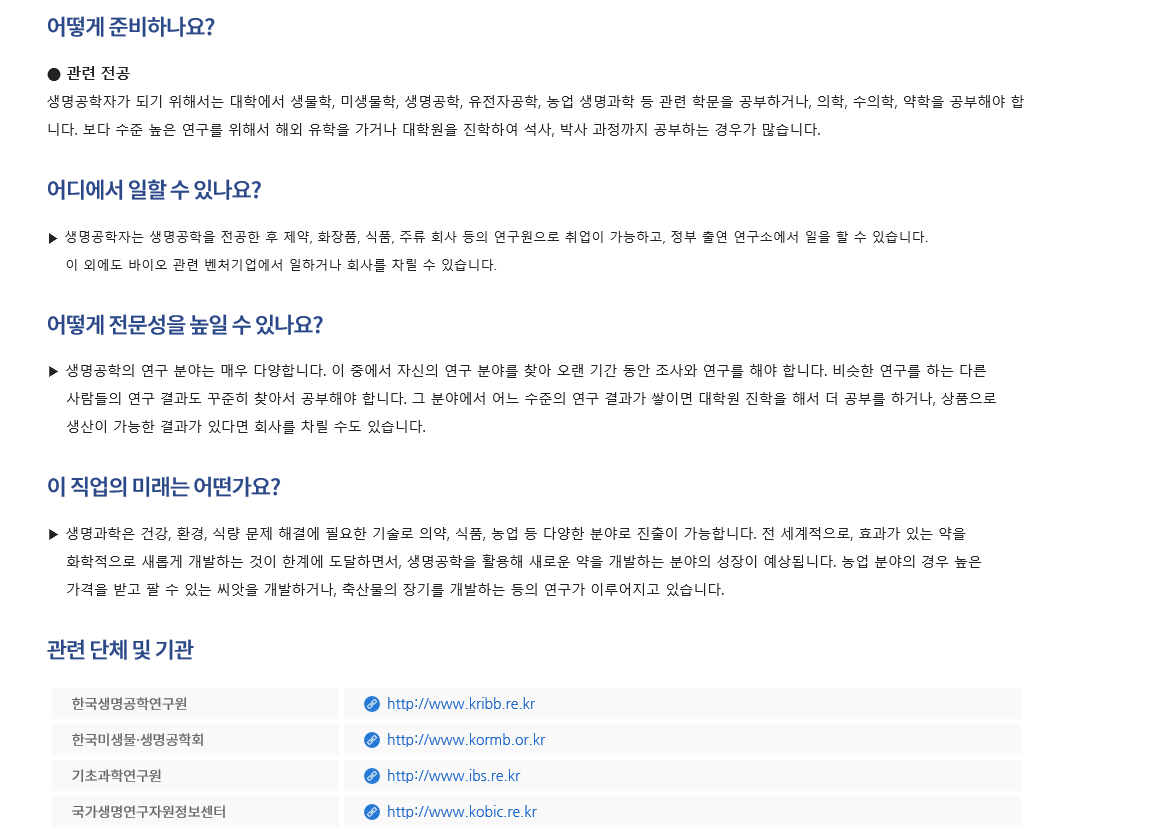 어떻게 준비하나요?
● 관련 전공
생명공학자가 되기 위해서는 대학에서 생물학, 미생물학, 생명공학, 유전자공학, 농업 생명과학 등 관련 학문을 공부하거나, 의학, 수의학, 약학을 공부해야 합
니다. 보다 수준 높은 연구를 위해서 해외 유학을 가거나 대학원을 진학하여 석사, 박사 과정까지 공부하는 경우가 많습니다.
어디에서 일할 수 있나요?
▶ 생명공학자는 생명공학을 전공한 후 제약, 화장품, 식품, 주류 회사 등의 연구원으로 취업이 가능하고, 정부 출연 연구소에서 일을 할 수 있습니다.
이 외에도 바이오 관련 벤처기업에서 일하거나 회사를 차릴 수 있습니다.
어떻게 전문성을 높일 수 있나요?
▶ 생명공학의 연구 분야는 매우 다양합니다. 이 중에서 자신의 연구 분야를 찾아 오랜 기간 동안 조사와 연구를 해야 합니다. 비슷한 연구를 하는 다른
사람들의 연구 결과도 꾸준히 찾아서 공부해야 합니다. 그 분야에서 어느 수준의 연구 결과가 쌓이면 대학원 진학을 해서 더 공부를 하거나, 상품으로
생산이 가능한 결과가 있다면 회사를 차릴 수도 있습니다.
이 직업의 미래는 어떤가요?
▶ 생명과학은 건강, 환경, 식량 문제 해결에 필요한 기술로 의약, 식품, 농업 등 다양한 분야로 진출이 가능합니다. 전 세계적으로, 효과가 있는 약을
화학적으로 새롭게 개발하는 것이 한계에 도달하면서, 생명공학을 활용해 새로운 약을 개발하는 분야의 성장이 예상됩니다. 농업 분야의 경우 높은
가격을 받고 팔 수 있는 씨앗을 개발하거나, 축산물의 장기를 개발하는 등의 연구가 이루어지고 있습니다.
관련 단체 및 기관
한국생명공학연구원 http://www.kribb.re.kr
한국미생물·생명공학회 http://www.kormb.or.kr
기초과학연구원 http://www.ibs.re.kr
국가생명연구자원정보센터 http://www.kobic.re.kr